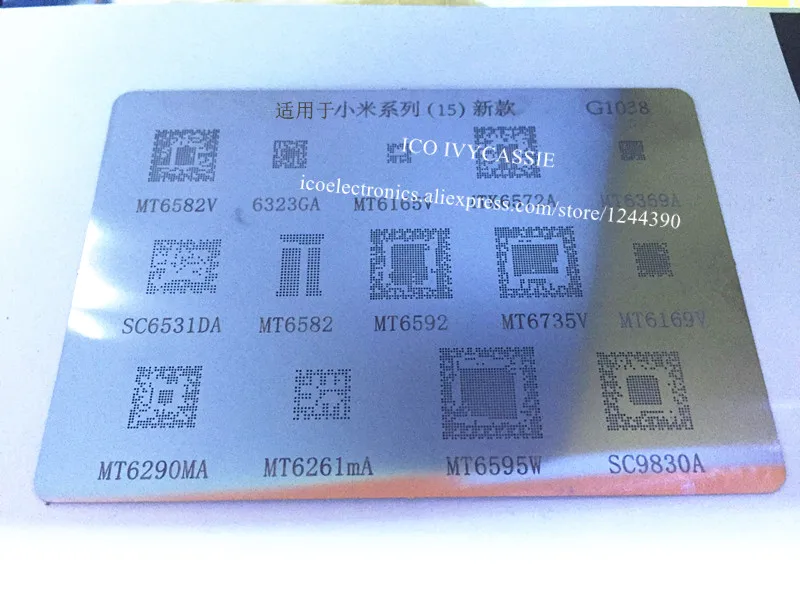 适用于小米系列 (15) 新款 G1038
ICO IVYCASSIE
icoelectronics.aliexpress.com/store/1244390
MT6582V 6323GA MT6165V MT6369A
SC6531DA MT6582 MT6592 MT6735V MT6169V
MT6290MA MT6261mA MT6595W SC9830A